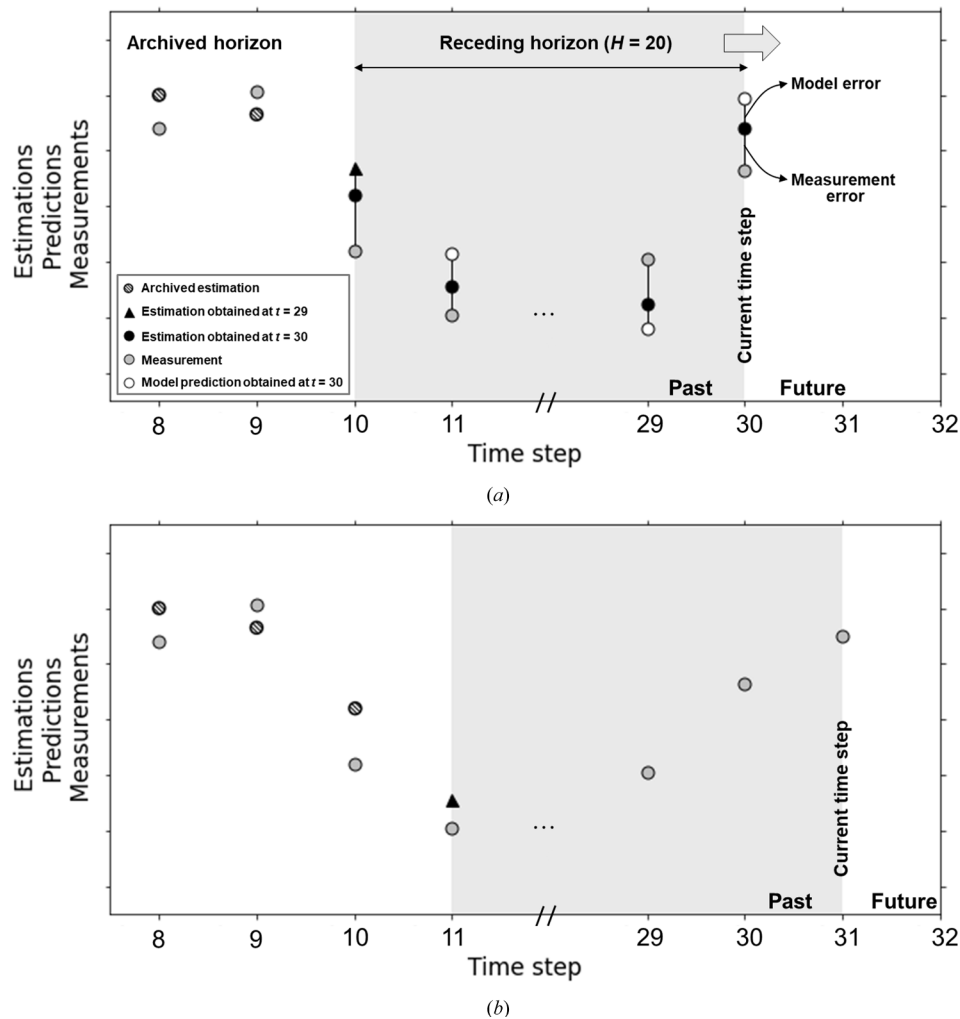 Archived horizon
Receding horizon (H = 20)
Model error
Measurement
error
Estimations
Predictions
Measurements
Archived estimation
Estimation obtained at t = 29
Estimation obtained at t = 30
Measurement
Model prediction obtained at t = 30
...
Current time step
Past
Future
8
9
10
11
//
29
30
31
32
Time step
(a)
Estimations
Predictions
Measurements
...
Current time step
Past
Future
8
9
10
11
//
29
30
31
32
Time step
(b)